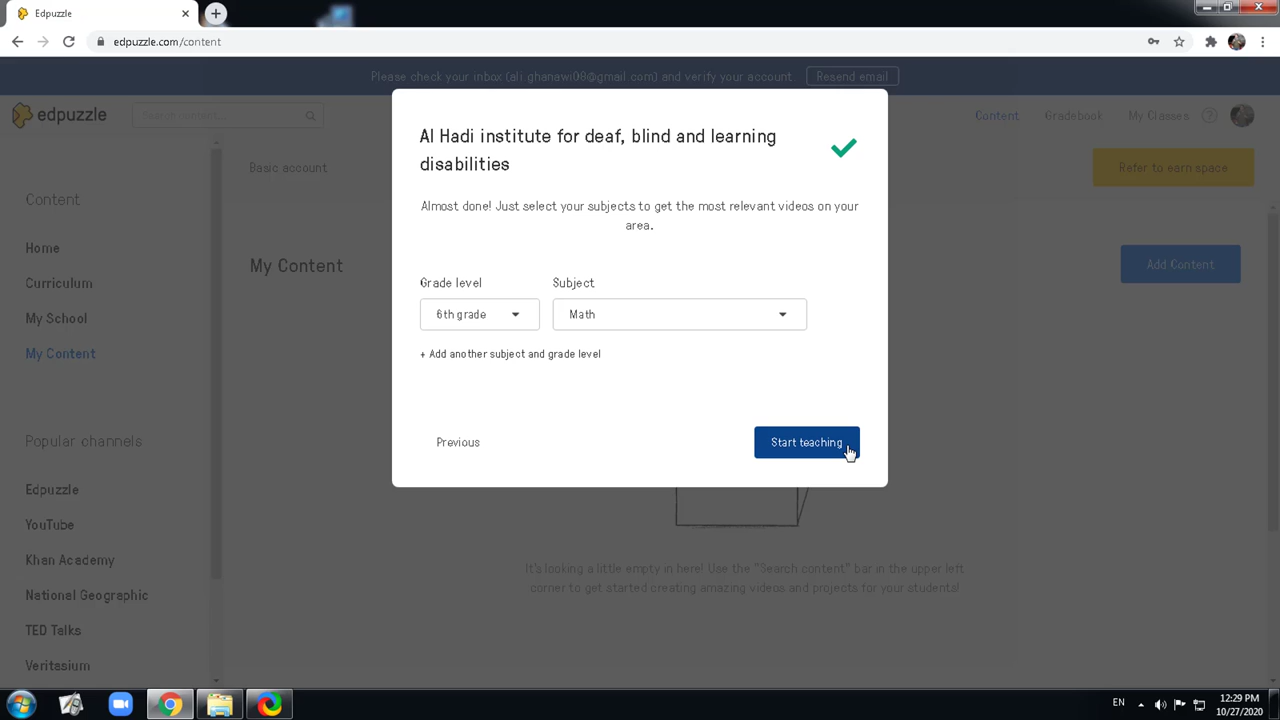 Edpuzzle
edpuzzle.com/content
Please check your inbox (ali.ghanawi08@gmail.com) and verify your account
Resend email
edpuzzle
Search content...
Content
Gradebook
My Classes
Basic account
Refer to earn space
Content
Home
Curriculum
My School
My Content
My Content
Add Content
Al Hadi institute for deaf, blind and learning
disabilities
Almost done! Just select your subjects to get the most relevant videos on your
area.
Grade level
Subject
6th grade
Math
+ Add another subject and grade level
Previous
Start teaching
Popular channels
Edpuzzle
YouTube
Khan Academy
National Geographic
TED Talks
Veritasium
It's looking a little empty in here! Use the "Search content" bar in the upper left
corner to get started creating amazing videos and projects for your students!
EN
12:29 PM
10/27/2020